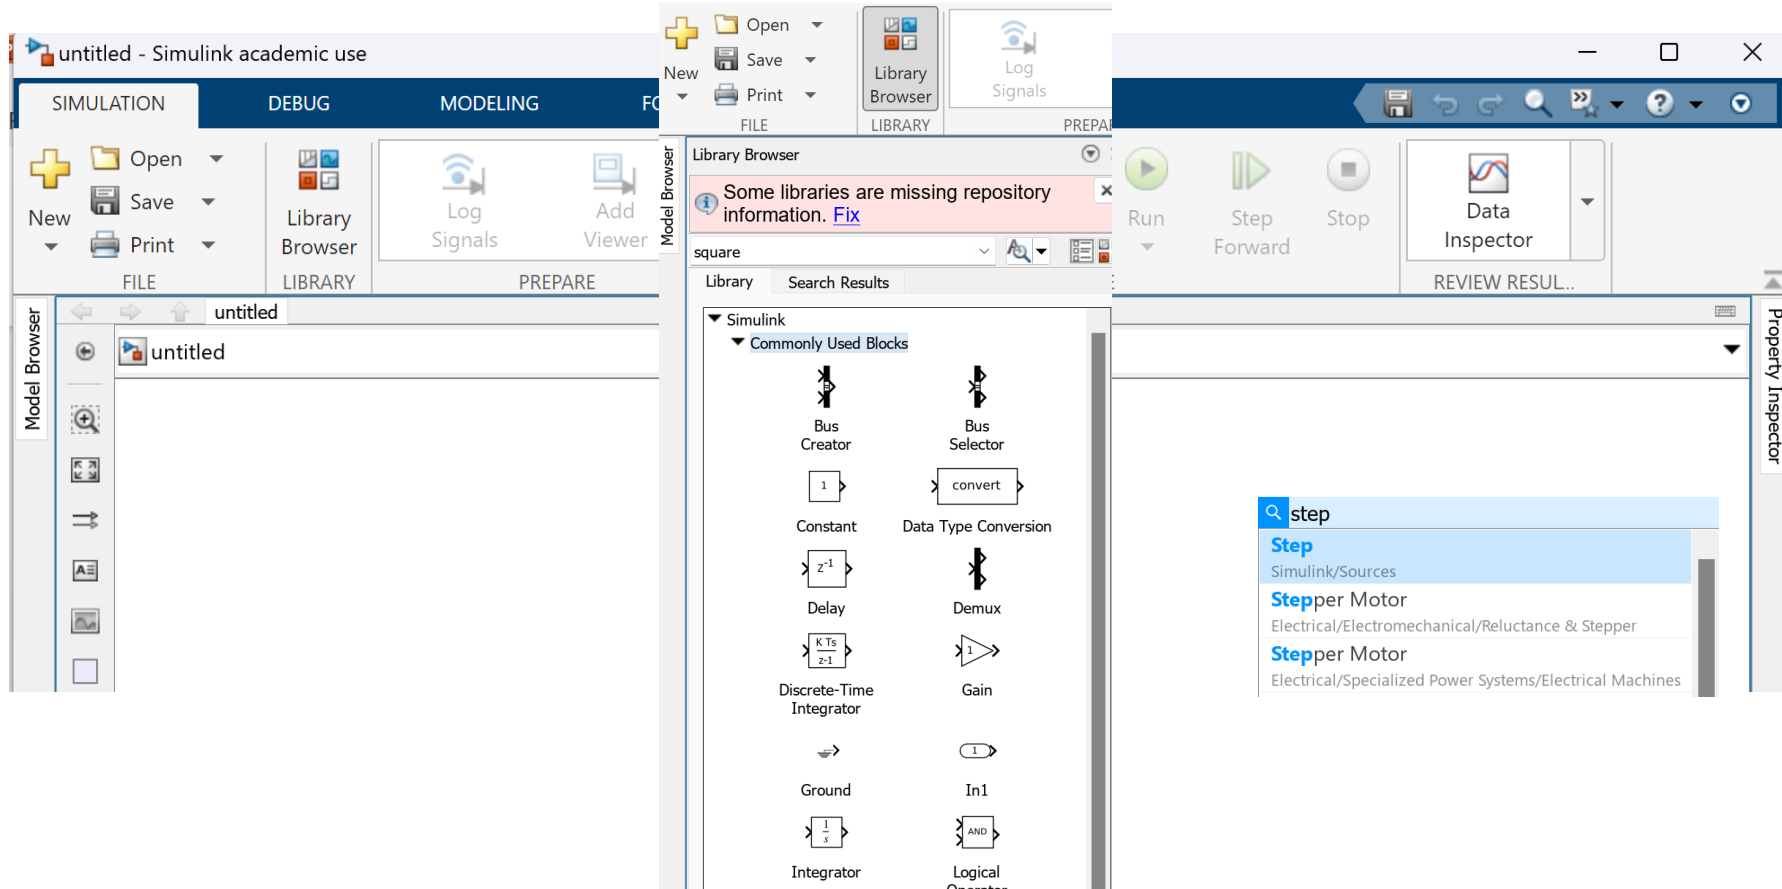 untitled - Simulink academic use
SIMULATION
DEBUG
MODELING
New
Open
Save
Print
FILE
Library
Browser
LIBRARY
Log
Signals
Add
Viewer
PREPARE
Model Browser
untitled
untitled
New
Open
Save
Print
FILE
Library
Browser
LIBRARY
Log
Signals
Model Browser
Library Browser
Some libraries are missing repository
information. Fix
square
Library
Search Results
Simulink
Commonly Used Blocks
Bus
Creator
Bus
Selector
1
Constant
convert
Data Type Conversion
Z-1
Delay
Demux
K Ts
z-1
Discrete-Time
Integrator
1
Gain
Ground
1
In1
1
s
Integrator
AND
Logical
Run
Step
Forward
Stop
Data
Inspector
REVIEW RESUL...
Property Inspector
step
Step
Simulink/Sources
Stepper Motor
Electrical/Electromechanical/Reluctance & Stepper
Stepper Motor
Electrical/Specialized Power Systems/Electrical Machines